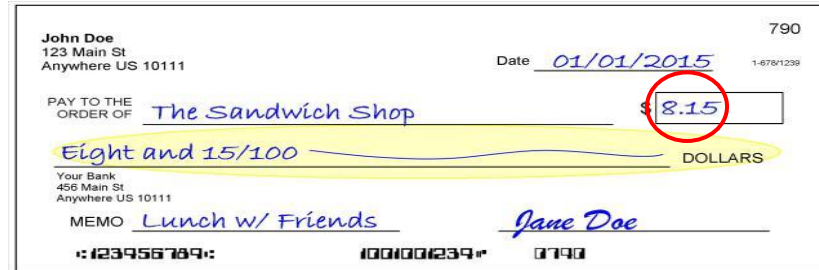 790
John Doe
123 Main St
Anywhere US 10111
Date 01/01/2015
1-678/1239
PAY TO THE
ORDER OF The Sandwich Shop $ 8.15
Eight and 15/100 DOLLARS
Your Bank
456 Main St
Anywhere US 10111
MEMO Lunch w/ Friends Jane Doe
⑆123956789⑆ 1001001239⑈ 0790